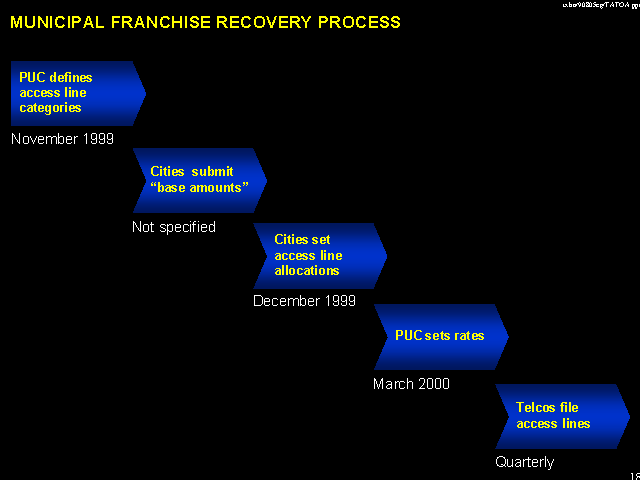 MUNICIPAL FRANCHISE RECOVERY PROCESS
PUC defines
access line
categories
November 1999
Cities submit
“base amounts”
Not specified
Cities set
access line
allocations
December 1999
PUC sets rates
March 2000
Telcos file
access lines
Quarterly
18